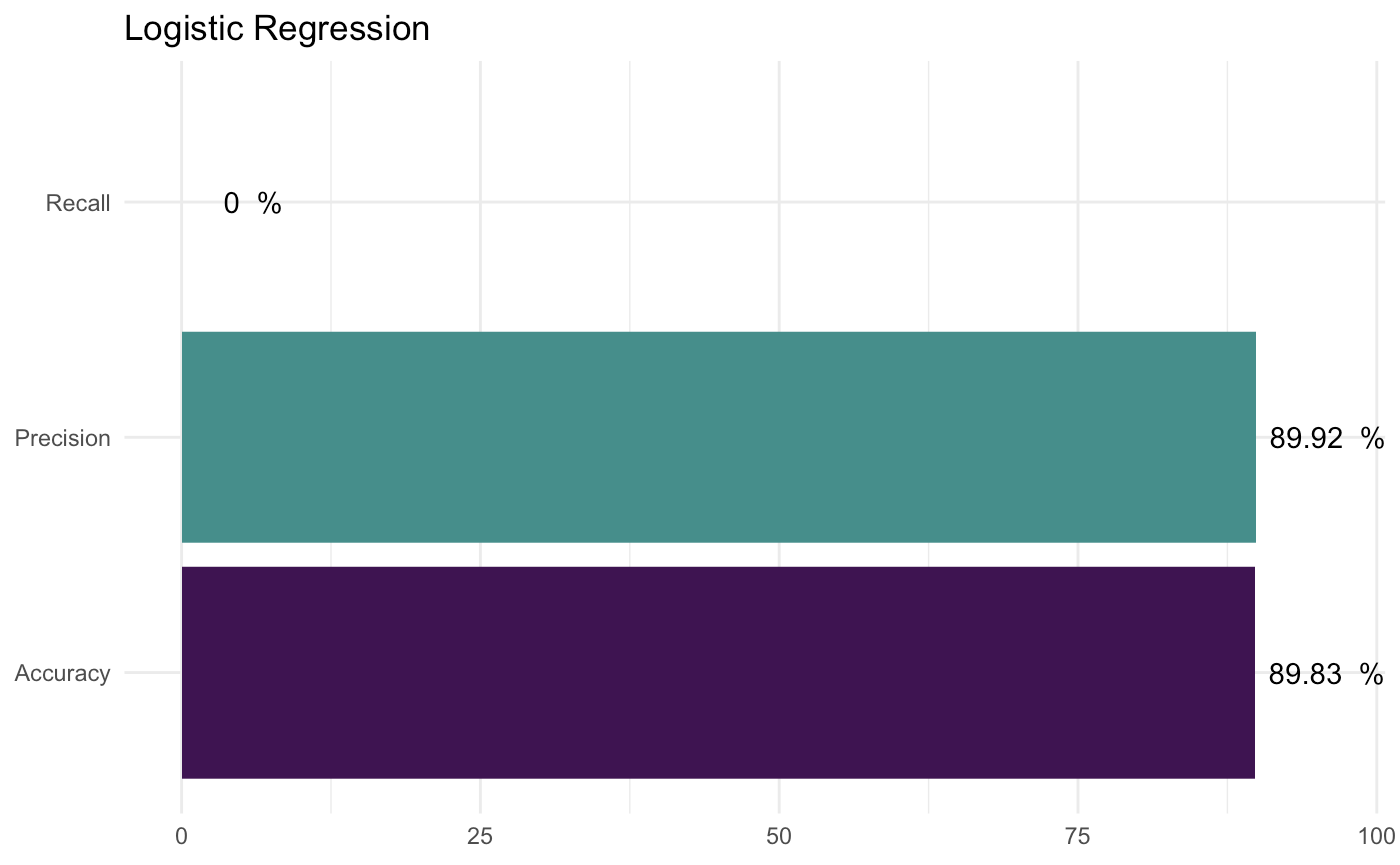 Logistic Regression
Recall
0 %
Precision
89.92 %
Accuracy
89.83 %
0 25 50 75 100